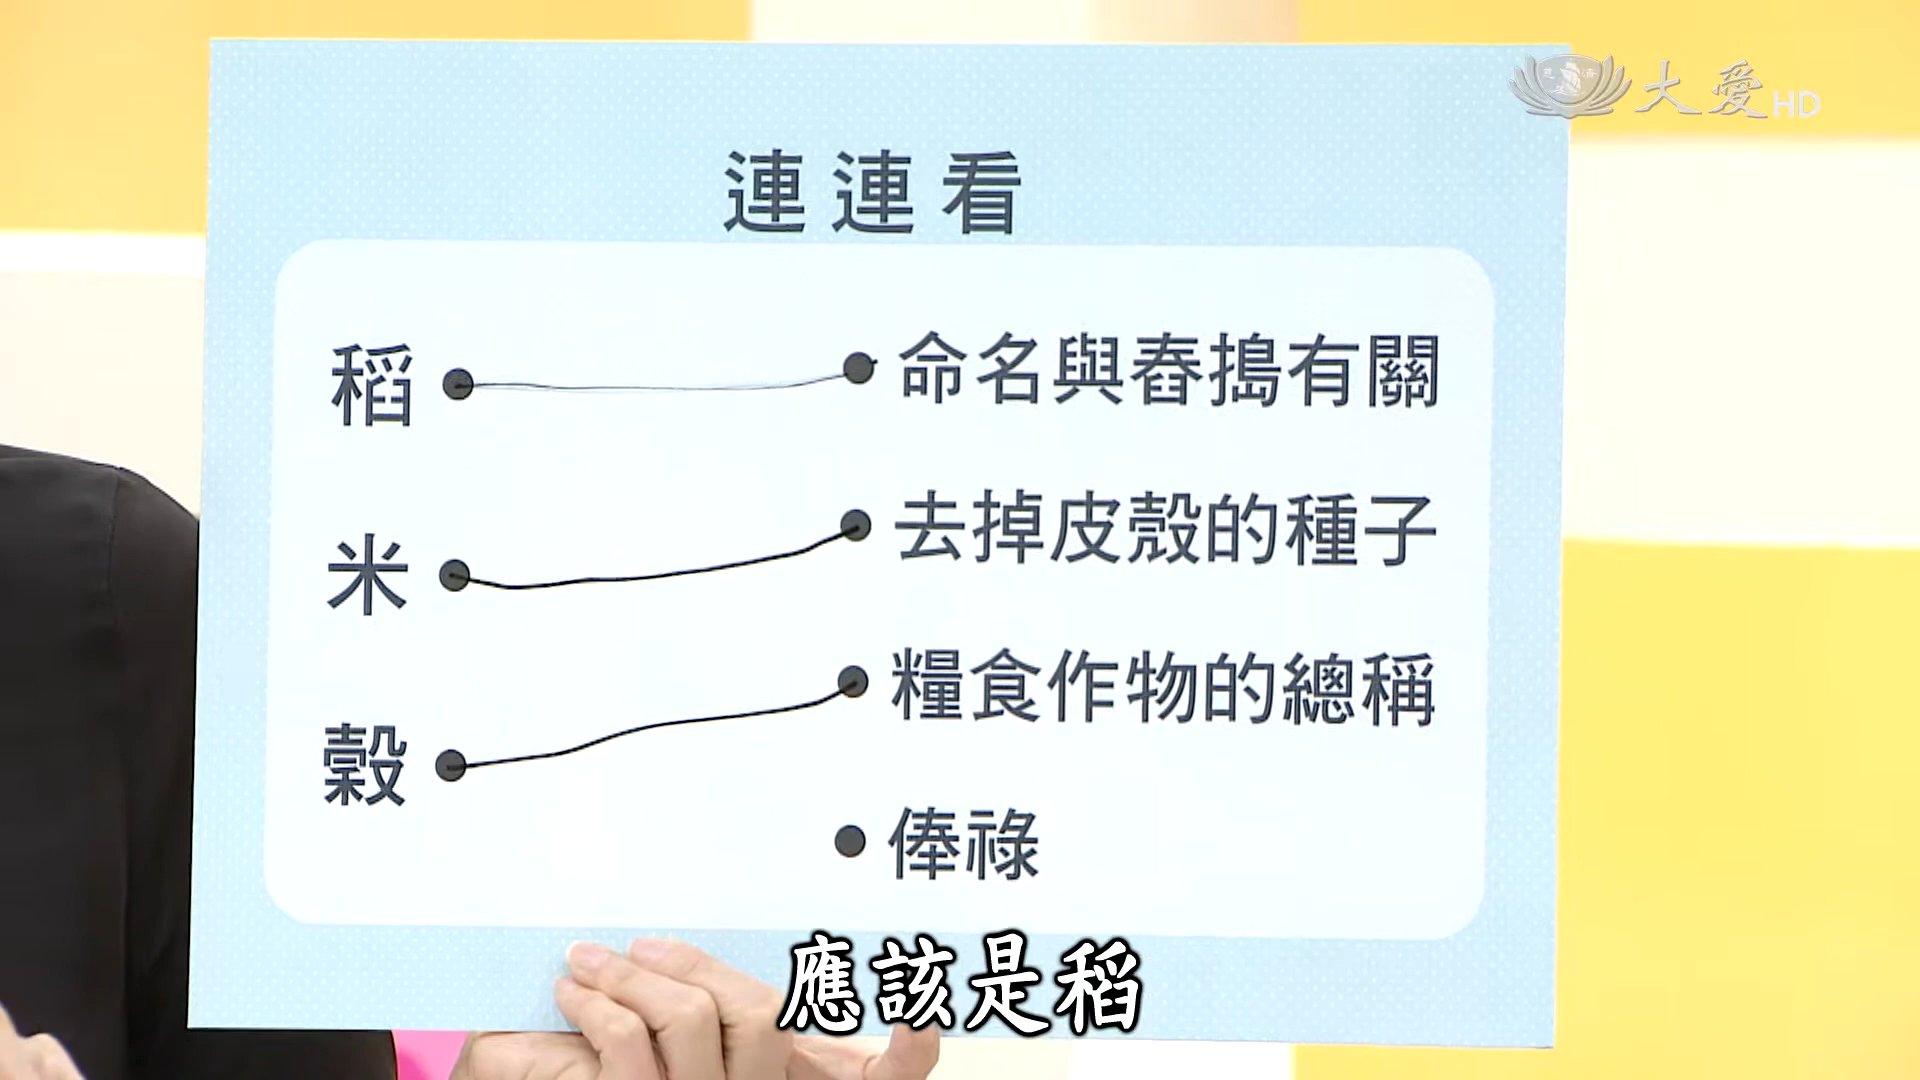 大愛HD
連連看
稻 命名與舂搗有關
米 去掉皮殼的種子
穀 糧食作物的總稱
俸祿
應該是稻